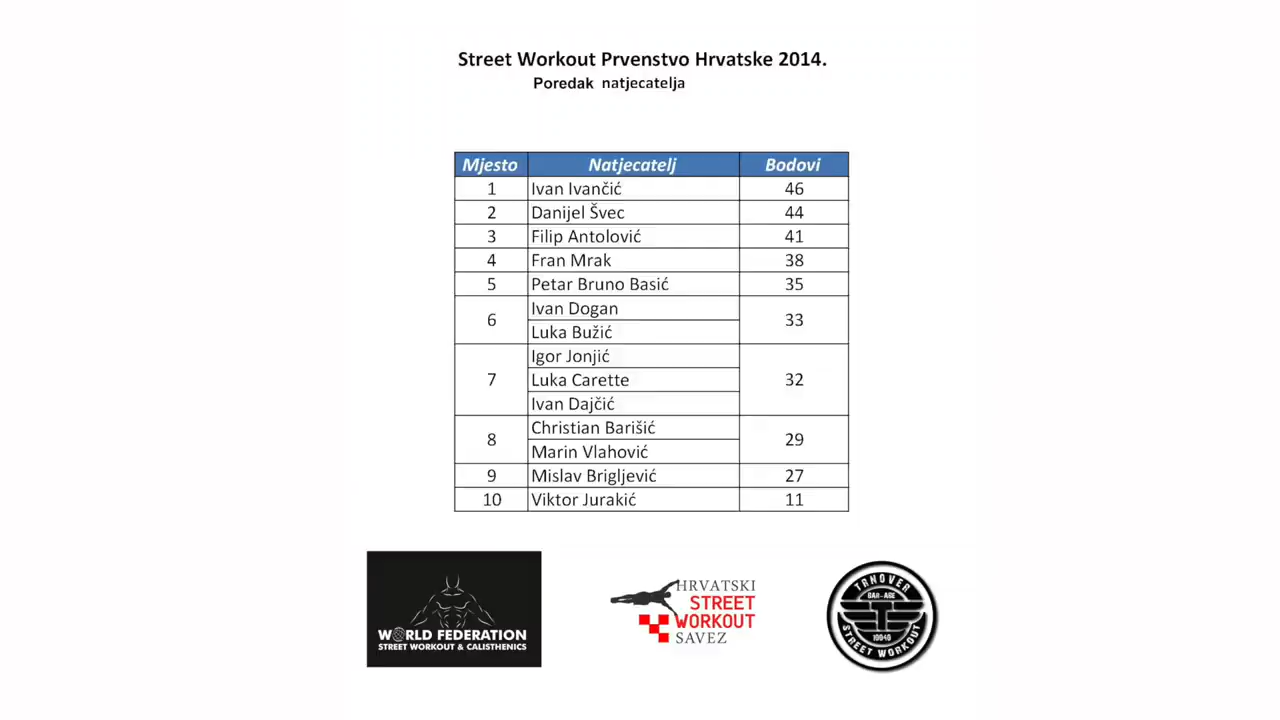 Street Workout Prvenstvo Hrvatske 2014.
Poredak natjecatelja
Mjesto Natjecatelj Bodovi
1 Ivan Ivančić 46
2 Danijel Švec 44
3 Filip Antolović 41
4 Fran Mrak 38
5 Petar Bruno Basić 35
6 Ivan Dogan 33
Luka Bužić
Igor Jonjić
7 Luka Carette 32
Ivan Dajčić
8 Christian Barišić 29
Marin Vlahović
9 Mislav Brigljević 27
10 Viktor Jurakić 11
WORLD FEDERATION
STREET WORKOUT & CALISTHENICS
HRVATSKI
STREET
WORKOUT
SAVEZ
TRNOVER
BAR-AGE
T
10040
STREET WORKOUT